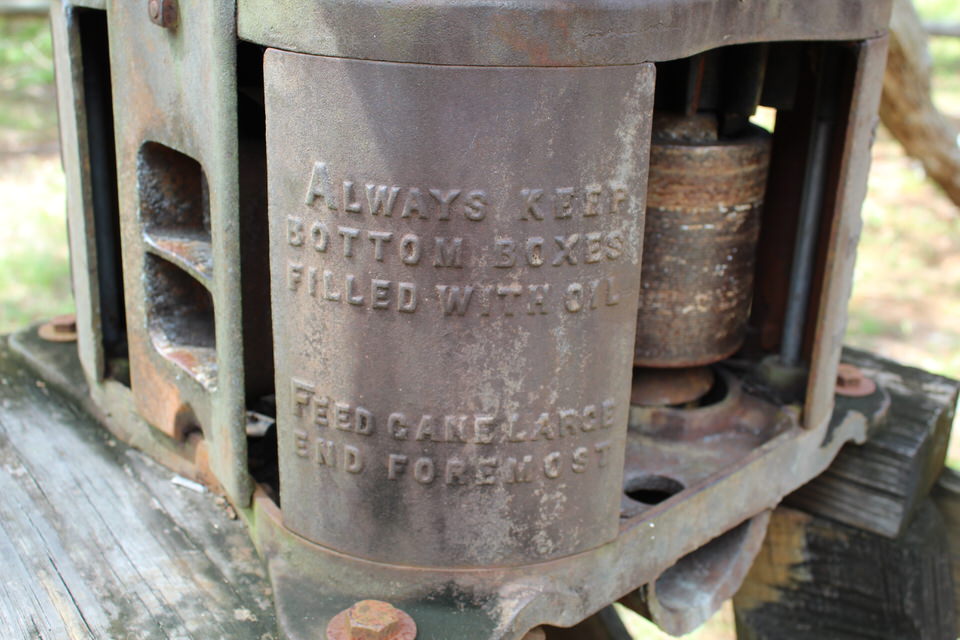 ALWAYS KEEP
BOTTOM BOXES
FILLED WITH OIL
FEED CANE LARGE
END FOREMOST